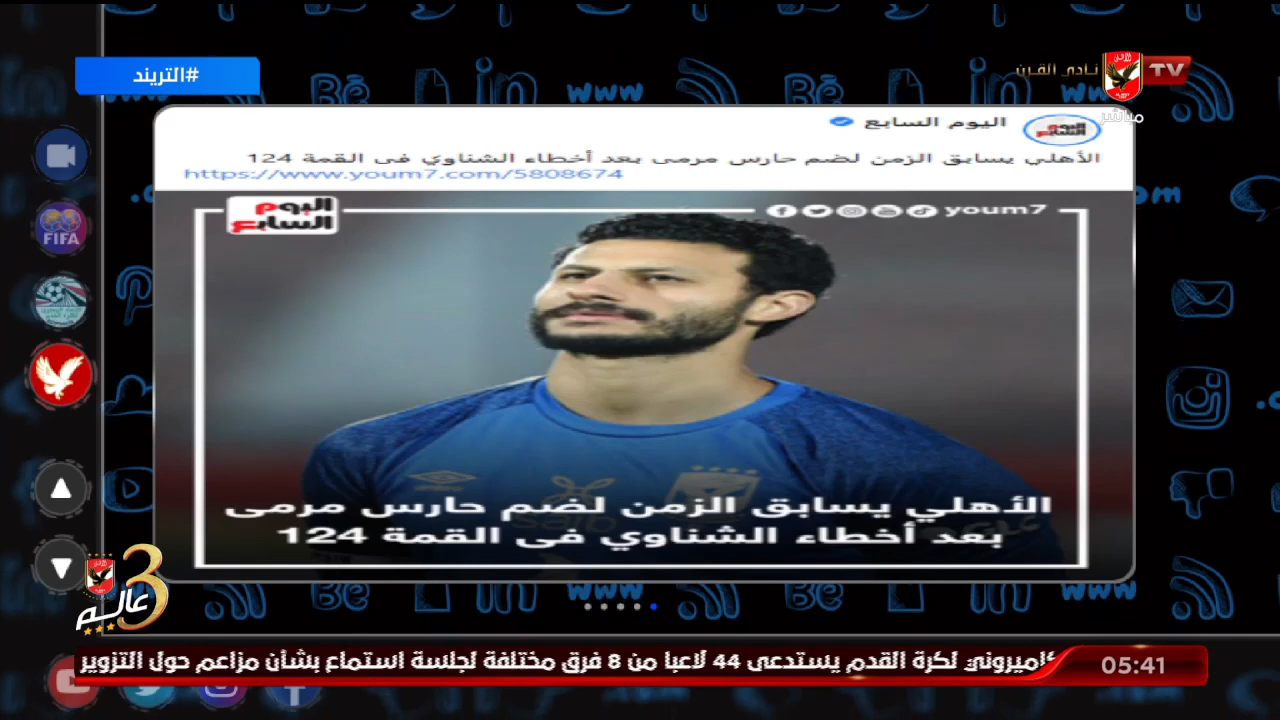 #التريند
نادي القرن
TV
مباشر
اليوم السابع
الأهلي يسابق الزمن لضم حارس مرمى بعد أخطاء الشناوي فى القمة 124
https://www.youm7.com/5808674
اليوم السابع
youm7
FIFA
الأهلي يسابق الزمن لضم حارس مرمى
بعد أخطاء الشناوي فى القمة 124
3
عالم
كاميروني لكرة القدم يستدعى 44 لاعبا من 8 فرق مختلفة لجلسة استماع بشأن مزاعم حول التزوير
05:41